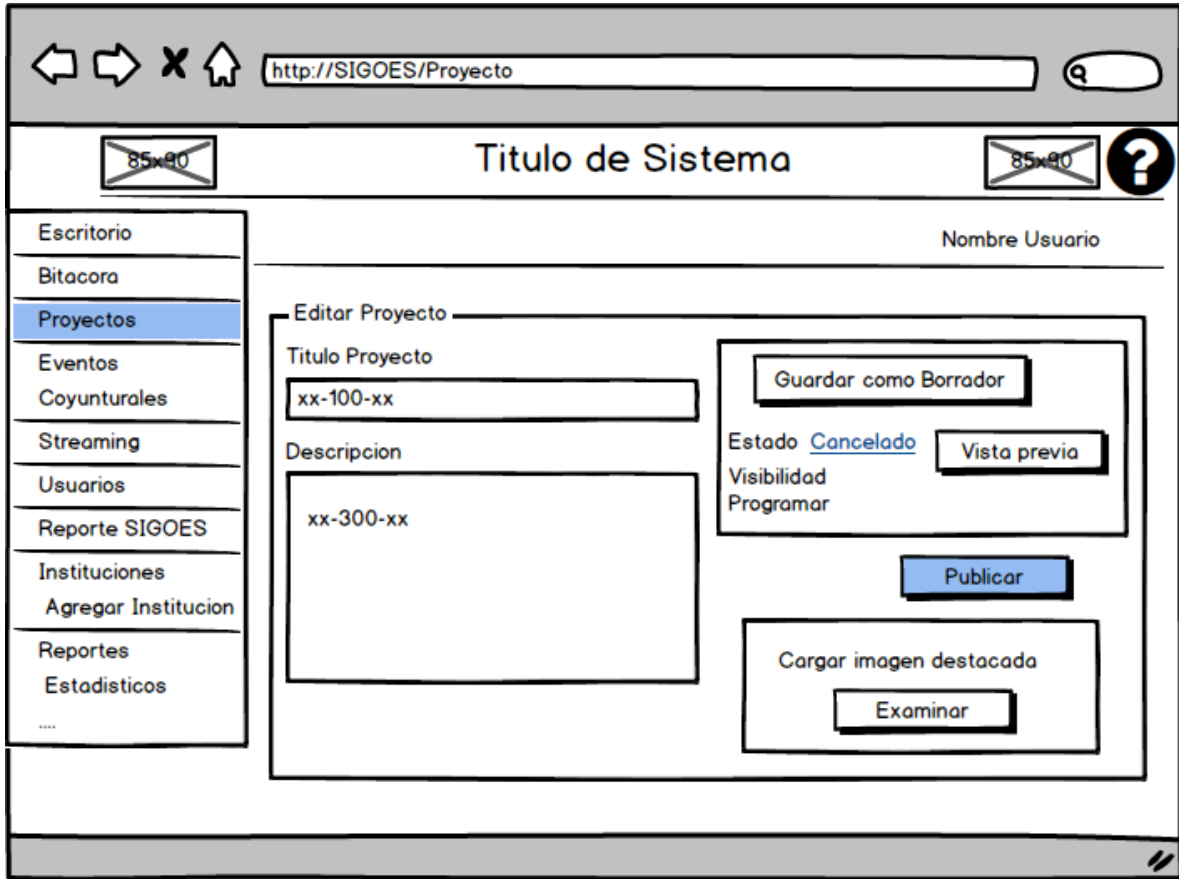 http://SIGOES/Proyecto
85x90
Titulo de Sistema
85x90
?
Escritorio
Bitacora
Proyectos
Eventos
Coyunturales
Streaming
Usuarios
Reporte SIGOES
Instituciones
Agregar Institucion
Reportes
Estadisticos
....
Nombre Usuario
Editar Proyecto
Titulo Proyecto
xx-100-xx
Descripcion
xx-300-xx
Guardar como Borrador
Estado Cancelado
Vista previa
Visibilidad
Programar
Publicar
Cargar imagen destacada
Examinar